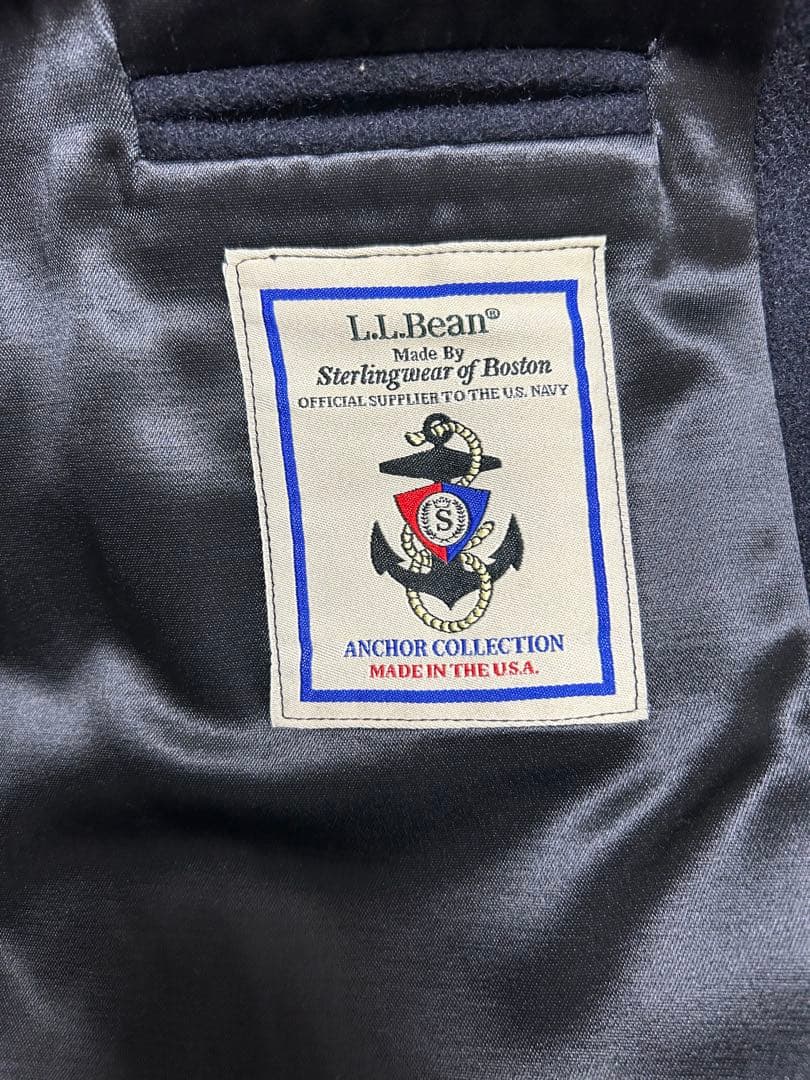 L.L.Bean®
Made By
Sterlingwear of Boston
OFFICIAL SUPPLIER TO THE U.S. NAVY
S
ANCHOR COLLECTION
MADE IN THE U.S.A.